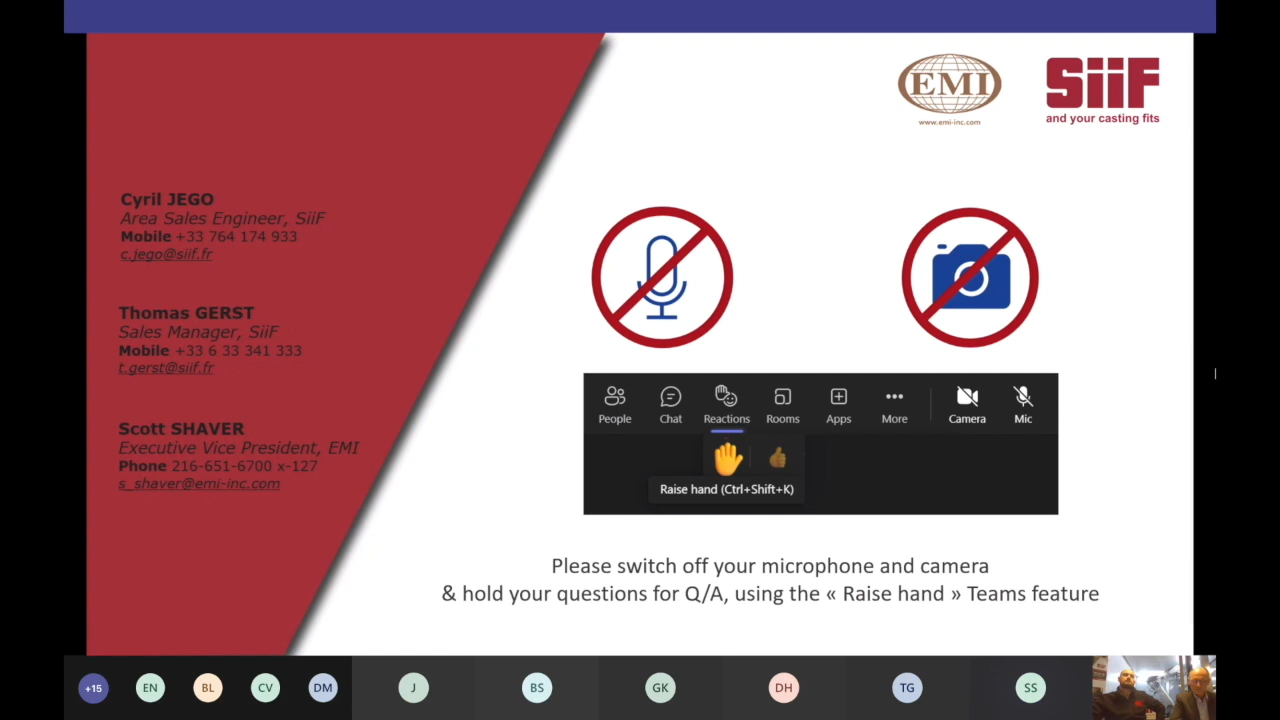 EMI
www.emi-inc.com
SiiF
and your casting fits
Cyril JEGO
Area Sales Engineer, SiiF
Mobile +33 764 174 933
c.jego@siif.fr
Thomas GERST
Sales Manager, SiiF
Mobile +33 6 33 341 333
t.gerst@siif.fr
Scott SHAVER
Executive Vice President, EMI
Phone 216-651-6700 x-127
s_shaver@emi-inc.com
People Chat Reactions Rooms Apps More Camera Mic
Raise hand (Ctrl+Shift+K)
Please switch off your microphone and camera
& hold your questions for Q/A, using the « Raise hand » Teams feature
+15 EN BL CV DM J BS GK DH TG SS
SiiF